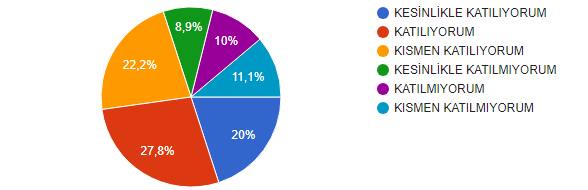 8,9%
10%
22,2%
11,1%
27,8%
20%
KESİNLİKLE KATILIYORUM
KATILIYORUM
KISMEN KATILIYORUM
KESİNLİKLE KATILMIYORUM
KATILMIYORUM
KISMEN KATILMIYORUM